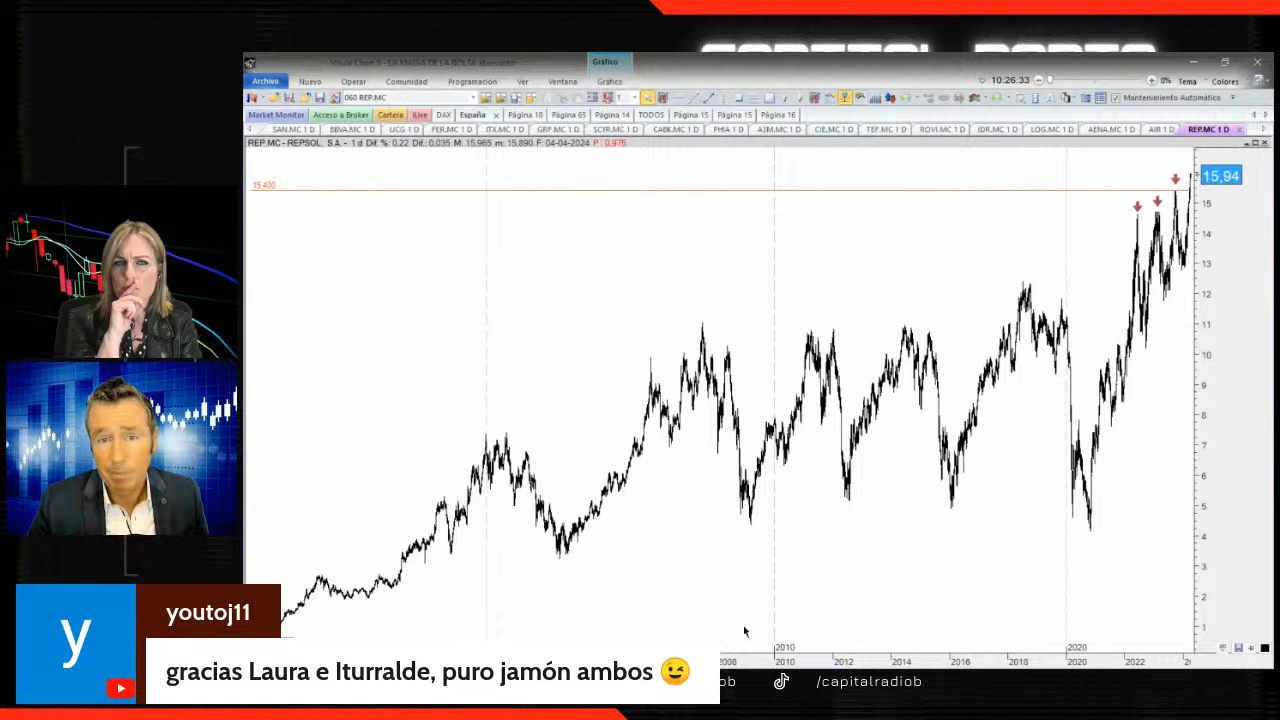 CAPITAL RADIO
Visual Chart 6 - LA MAGIA DE LA BOLSA abreviado
Gráfico
Archivo Nuevo Operar Comunidad Programación Ver Ventana Gráfico
10:26:33 0% Tema Colores
060 REP.MC 1 Mantenimiento Automático
Market Monitor Acceso a Broker Cartera iLive DAX España x Página 18 Página 65 Página 14 TODOS Página 15 Página 15 Página 16
SAN.MC 1 D BBVA.MC 1 D UCG 1 D FER.MC 1 D ITX.MC 1 D GRF.MC 1 D SCYR.MC 1 D CABK.MC 1 D PHIA 1 D A3M.MC 1 D CIE.MC 1 D TEF.MC 1 D ROVI.MC 1 D IDR.MC 1 D LOG.MC 1 D AENA.MC 1 D AIR 1 D REP.MC 1 D x
REP.MC - REPSOL, S.A. - 1 d Dif. %: 0,22 Dif.: 0,035 M: 15,965 m: 15,890 F: 04-04-2024 P : 0,975
15,400
15,94
15
14
13
12
11
10
9
8
7
6
5
4
3
2
1
2010 2020
2008 2010 2012 2014 2016 2018 2020 2022
y
youtoj11
gracias Laura e Iturralde, puro jamón ambos 😉
/capitalradiob